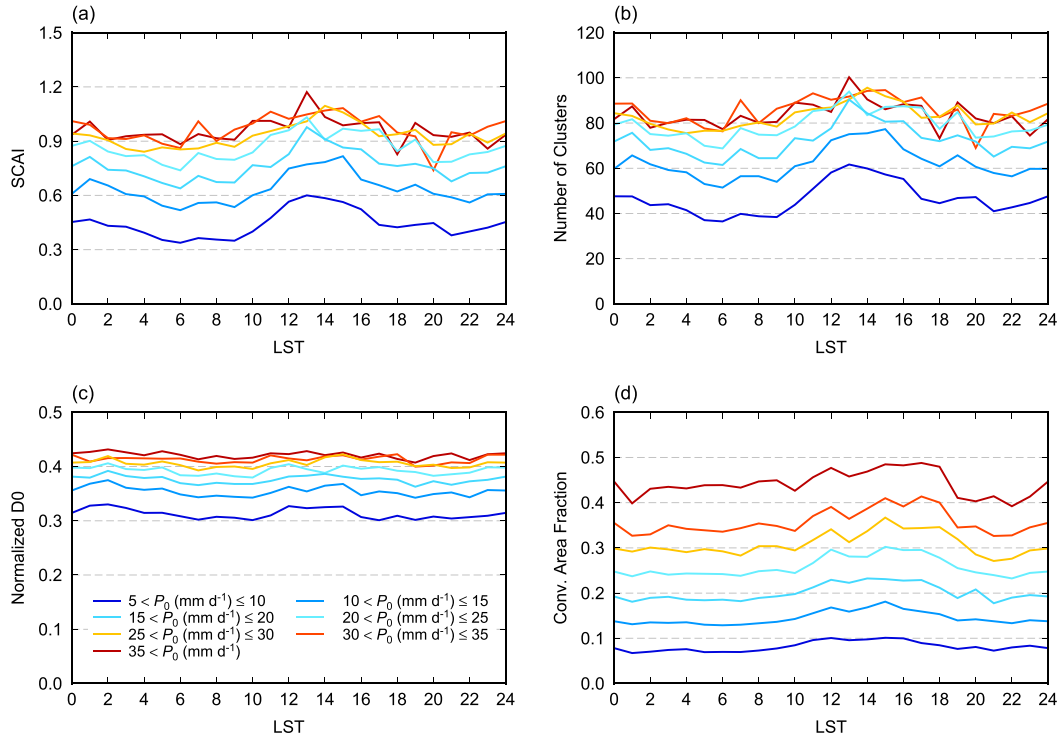 (a)
SCAI
1.5
1.2
0.9
0.6
0.3
0.0
0 2 4 6 8 10 12 14 16 18 20 22 24
LST
(b)
Number of Clusters
120
100
80
60
40
20
0
0 2 4 6 8 10 12 14 16 18 20 22 24
LST
(c)
Normalized D0
0.5
0.4
0.3
0.2
0.1
0.0
5 < P₀ (mm d⁻¹) ≤ 10
10 < P₀ (mm d⁻¹) ≤ 15
15 < P₀ (mm d⁻¹) ≤ 20
20 < P₀ (mm d⁻¹) ≤ 25
25 < P₀ (mm d⁻¹) ≤ 30
30 < P₀ (mm d⁻¹) ≤ 35
35 < P₀ (mm d⁻¹)
0 2 4 6 8 10 12 14 16 18 20 22 24
LST
(d)
Conv. Area Fraction
0.6
0.5
0.4
0.3
0.2
0.1
0.0
0 2 4 6 8 10 12 14 16 18 20 22 24
LST